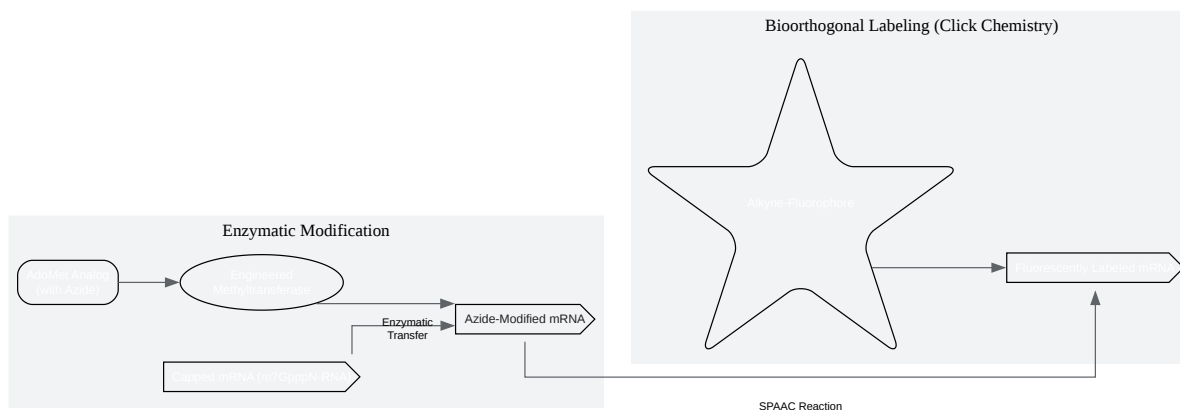 Bioorthogonal Labeling (Click Chemistry)
Alkyne-Fluorophore
Enzymatic Modification
AdoMet Analog
(with Azide)
Engineered
Methyltransferase
Fluorescently Labeled mRNA
Azide-Modified mRNA
Enzymatic
Transfer
Capped mRNA (m7GpppN-RNA)
SPAAC Reaction